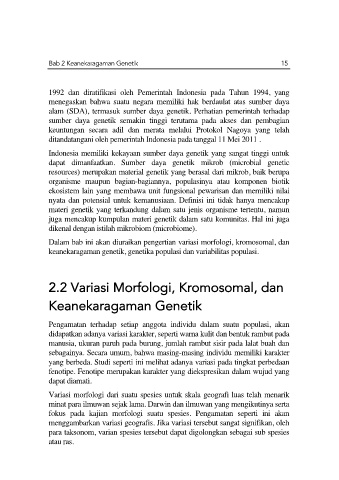 Bab 2 Keanekaragaman Genetik 15
1992 dan diratifikasi oleh Pemerintah Indonesia pada Tahun 1994, yang
menegaskan bahwa suatu negara memiliki hak berdaulat atas sumber daya
alam (SDA), termasuk sumber daya genetik. Perhatian pemerintah terhadap
sumber daya genetik semakin tinggi terutama pada akses dan pembagian
keuntungan secara adil dan merata melalui Protokol Nagoya yang telah
ditandatangani oleh pemerintah Indonesia pada tanggal 11 Mei 2011 .
Indonesia memiliki kekayaan sumber daya genetik yang sangat tinggi untuk
dapat dimanfaatkan. Sumber daya genetik mikrob (microbial genetic
resources) merupakan material genetik yang berasal dari mikrob, baik berupa
organisme maupun bagian-bagiannya, populasinya atau komponen biotik
ekosistem lain yang membawa unit fungsional pewarisan dan memiliki nilai
nyata dan potensial untuk kemanusiaan. Definisi ini tidak hanya mencakup
materi genetik yang terkandung dalam satu jenis organisme tertentu, namun
juga mencakup kumpulan materi genetik dalam satu komunitas. Hal ini juga
dikenal dengan istilah mikrobiom (microbiome).
Dalam bab ini akan diuraikan pengertian variasi morfologi, kromosomal, dan
keanekaragaman genetik, genetika populasi dan variabilitas populasi.
2.2 Variasi Morfologi, Kromosomal, dan
Keanekaragaman Genetik
Pengamatan terhadap setiap anggota individu dalam suatu populasi, akan
didapatkan adanya variasi karakter, seperti warna kulit dan bentuk rambut pada
manusia, ukuran paruh pada burung, jumlah rambut sisir pada lalat buah dan
sebagainya. Secara umum, bahwa masing-masing individu memiliki karakter
yang berbeda. Studi seperti ini melihat adanya variasi pada tingkat perbedaan
fenotipe. Fenotipe merupakan karakter yang diekspresikan dalam wujud yang
dapat diamati.
Variasi morfologi dari suatu spesies untuk skala geografi luas telah menarik
minat para ilmuwan sejak lama. Darwin dan ilmuwan yang mengikutinya serta
fokus pada kajian morfologi suatu spesies. Pengamatan seperti ini akan
menggambarkan variasi geografis. Jika variasi tersebut sangat signifikan, oleh
para taksonom, varian spesies tersebut dapat digolongkan sebagai sub spesies
atau ras.